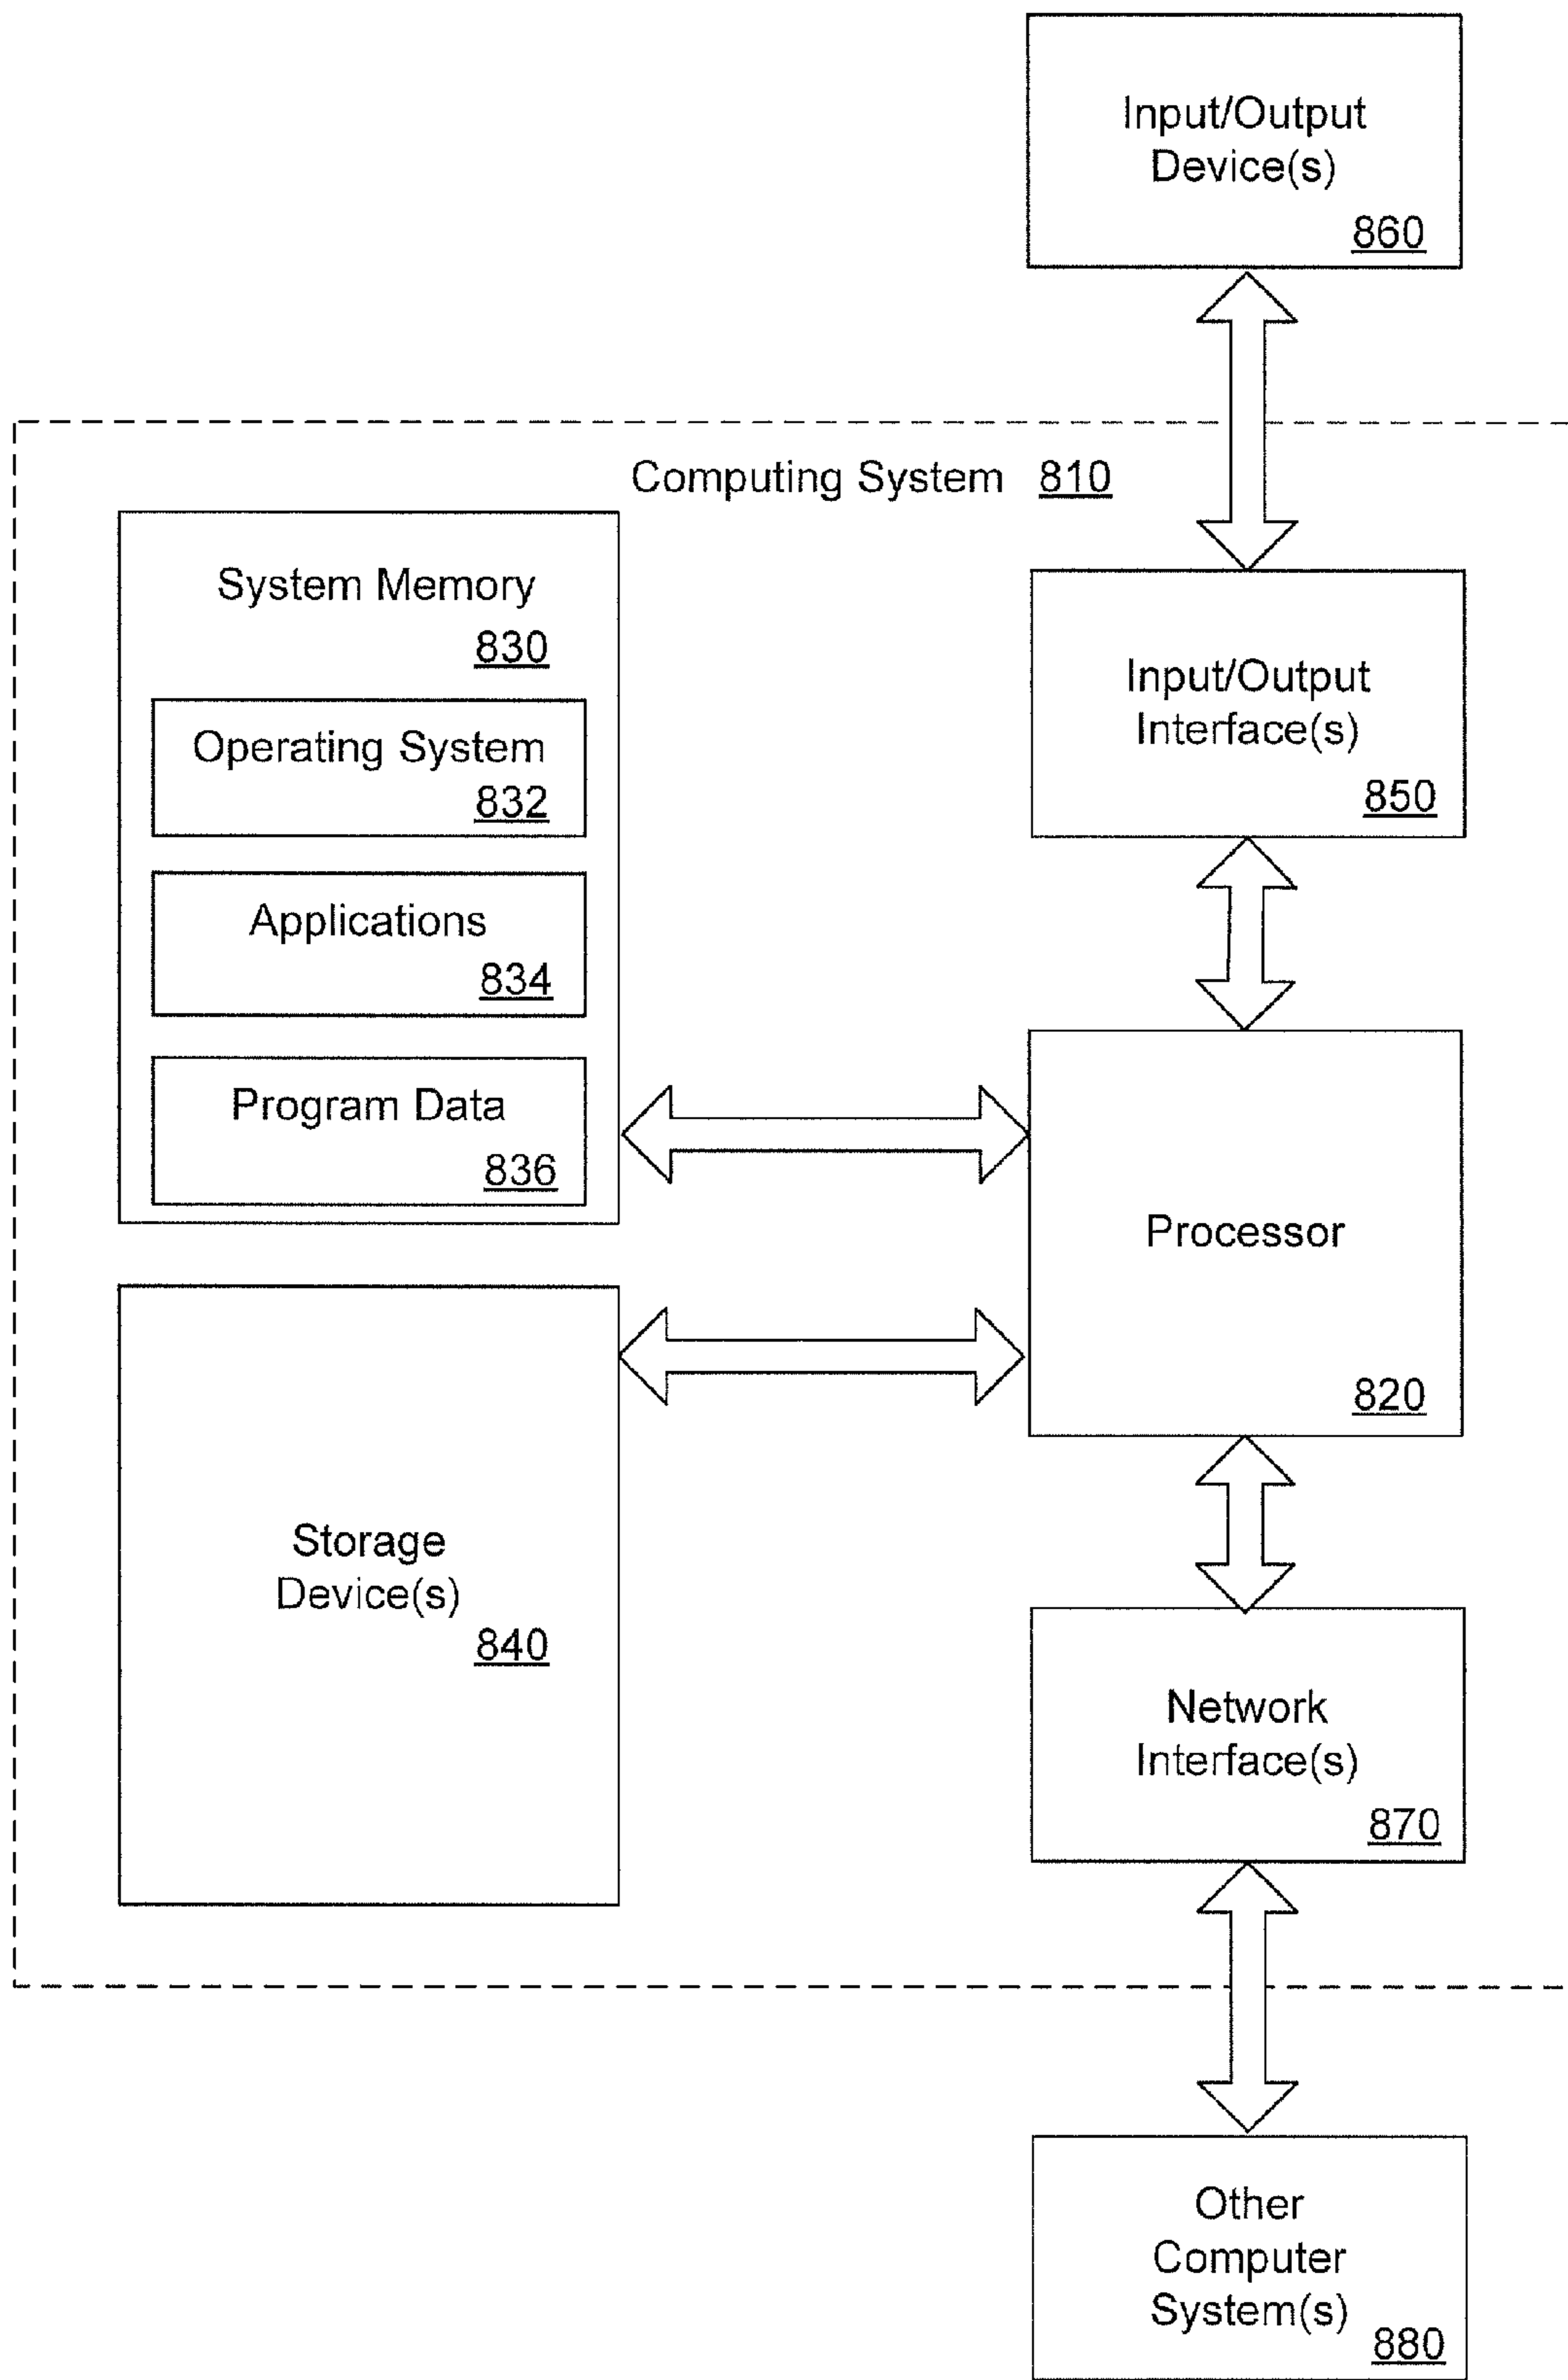 Input/Output
Device(s)
860
Computing System 810
System Memory
830
Operating System
832
Applications
834
Program Data
836
Storage
Device(s)
840
Input/Output
Interface(s)
850
Processor
820
Network
Interface(s)
870
Other
Computer
System(s)
880